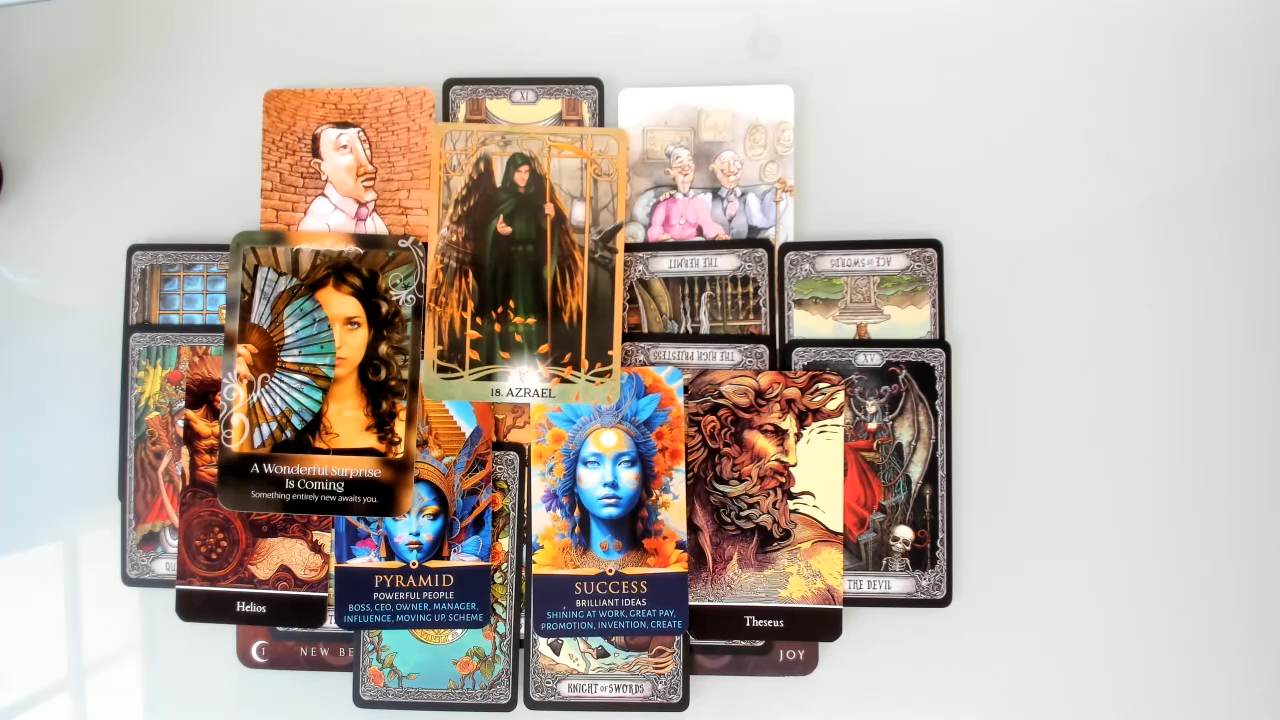 XI
THE HERMIT
ACE OF SWORDS
THE HIGH PRIESTESS
XV
18. AZRAEL
A Wonderful Surprise
Is Coming
Something entirely new awaits you.
PYRAMID
POWERFUL PEOPLE
BOSS, CEO, OWNER, MANAGER,
INFLUENCE, MOVING UP, SCHEME
SUCCESS
BRILLIANT IDEAS
SHINING AT WORK, GREAT PAY,
PROMOTION, INVENTION, CREATE
QU
THE DEVIL
Helios
Theseus
1
NEW BE
JOY
KNIGHT OF SWORDS